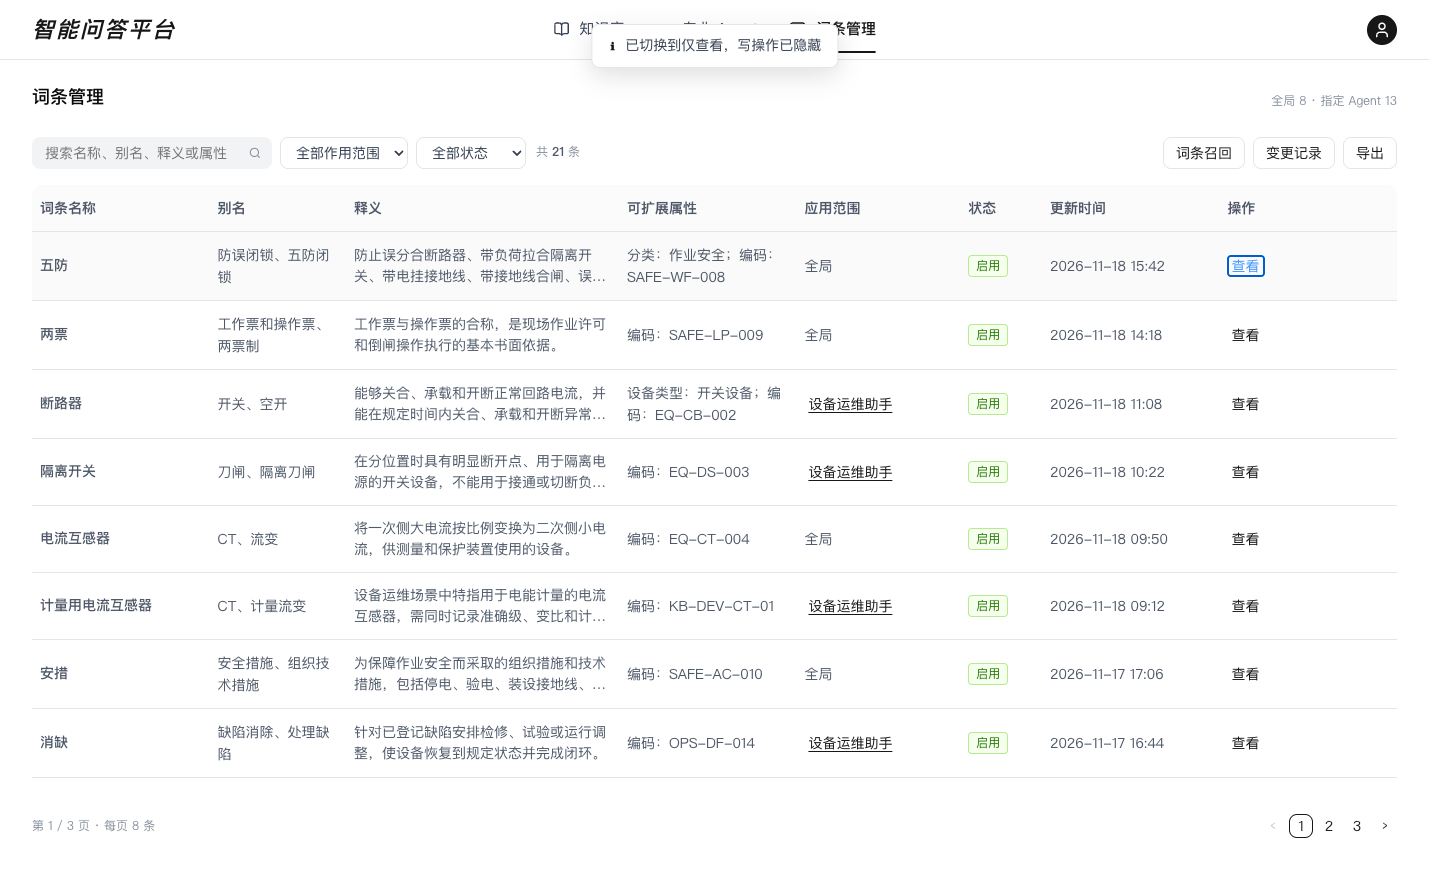 智能问答平台
词条管理
已切换到仅查看，写操作已隐藏
词条管理
全局 8 · 指定 Agent 13
搜索名称、别名、释义或属性
全部作用范围
全部状态
共 21 条
词条召回
变更记录
导出
词条名称 别名 释义 可扩展属性 应用范围 状态 更新时间 操作
五防
防误闭锁、五防闭
锁
防止误分合断路器、带负荷拉合隔离开
关、带电挂接地线、带接地线合闸、误...
分类：作业安全；编码：
SAFE-WF-008
全局
启用
2026-11-18 15:42
查看
两票
工作票和操作票、
两票制
工作票与操作票的合称，是现场作业许可
和倒闸操作执行的基本书面依据。
编码：SAFE-LP-009
全局
启用
2026-11-18 14:18
查看
断路器
开关、空开
能够关合、承载和开断正常回路电流，并
能在规定时间内关合、承载和开断异常...
设备类型：开关设备；编
码：EQ-CB-002
设备运维助手
启用
2026-11-18 11:08
查看
隔离开关
刀闸、隔离刀闸
在分位置时具有明显断开点、用于隔离电
源的开关设备，不能用于接通或切断负...
编码：EQ-DS-003
设备运维助手
启用
2026-11-18 10:22
查看
电流互感器
CT、流变
将一次侧大电流按比例变换为二次侧小电
流，供测量和保护装置使用的设备。
编码：EQ-CT-004
全局
启用
2026-11-18 09:50
查看
计量用电流互感器
CT、计量流变
设备运维场景中特指用于电能计量的电流
互感器，需同时记录准确级、变比和计...
编码：KB-DEV-CT-01
设备运维助手
启用
2026-11-18 09:12
查看
安措
安全措施、组织技
术措施
为保障作业安全而采取的组织措施和技术
措施，包括停电、验电、装设接地线、...
编码：SAFE-AC-010
全局
启用
2026-11-17 17:06
查看
消缺
缺陷消除、处理缺
陷
针对已登记缺陷安排检修、试验或运行调
整，使设备恢复到规定状态并完成闭环。
编码：OPS-DF-014
设备运维助手
启用
2026-11-17 16:44
查看
第 1 / 3 页 · 每页 8 条
‹ 1 2 3 ›